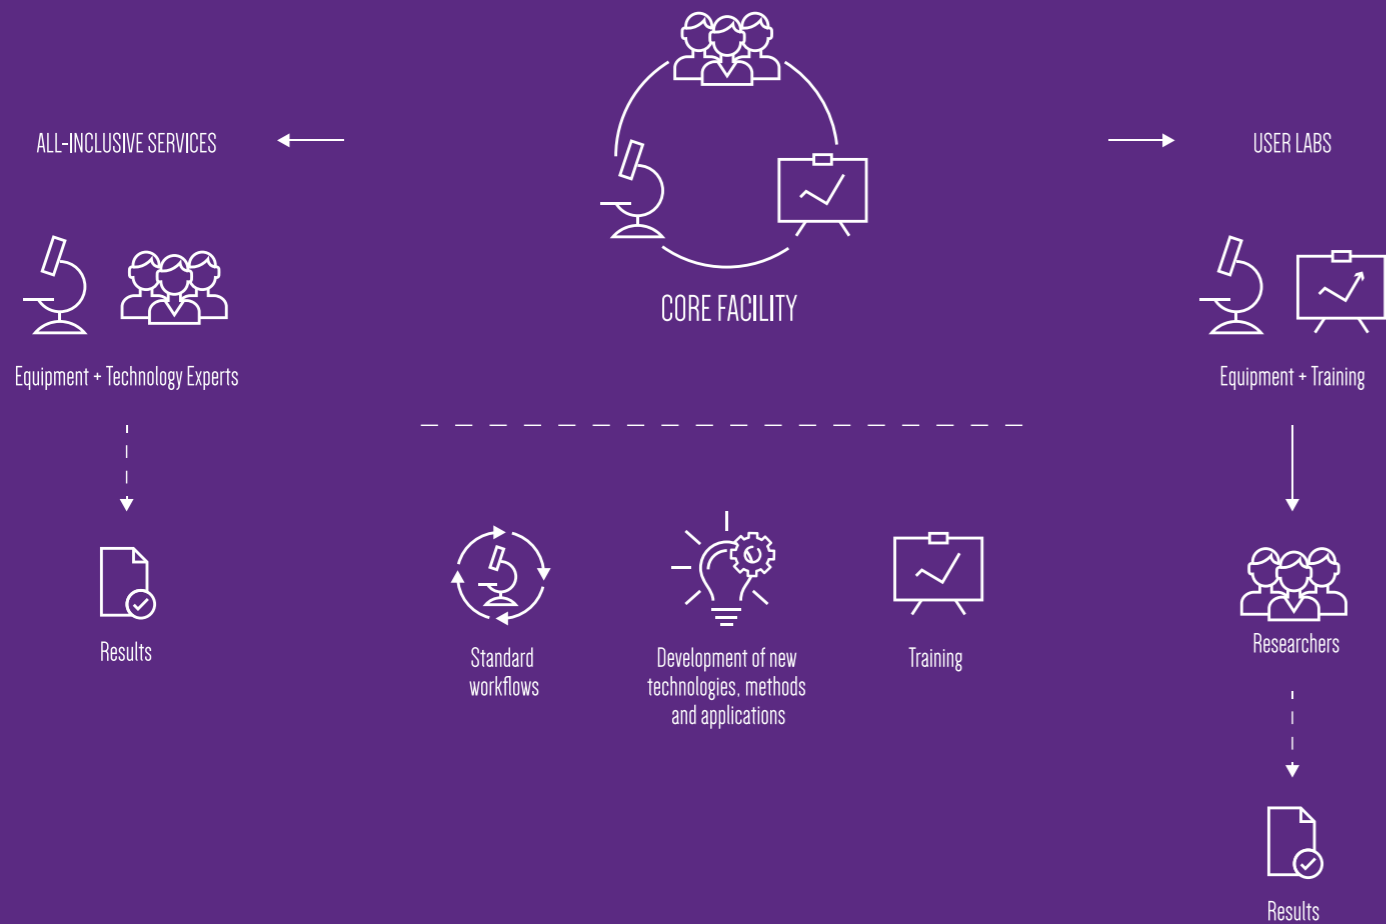 ALL-INCLUSIVE SERVICES
USER LABS
CORE FACILITY
Equipment + Technology Experts
Equipment + Training
Results
Standard
workflows
Development of new
technologies, methods
and applications
Training
Researchers
Results